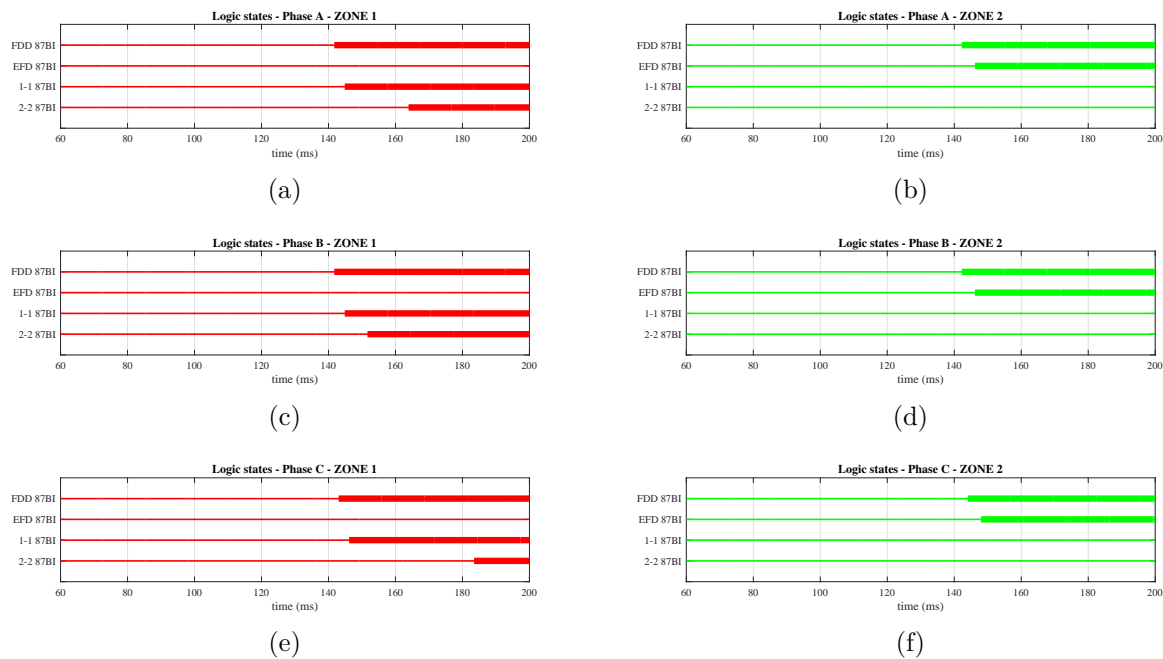 Logic states - Phase A - ZONE 1
FDD 87BI
EFD 87BI
1-1 87BI
2-2 87BI
60 80 100 120 140 160 180 200
time (ms)
(a)
Logic states - Phase A - ZONE 2
FDD 87BI
EFD 87BI
1-1 87BI
2-2 87BI
60 80 100 120 140 160 180 200
time (ms)
(b)
Logic states - Phase B - ZONE 1
FDD 87BI
EFD 87BI
1-1 87BI
2-2 87BI
60 80 100 120 140 160 180 200
time (ms)
(c)
Logic states - Phase B - ZONE 2
FDD 87BI
EFD 87BI
1-1 87BI
2-2 87BI
60 80 100 120 140 160 180 200
time (ms)
(d)
Logic states - Phase C - ZONE 1
FDD 87BI
EFD 87BI
1-1 87BI
2-2 87BI
60 80 100 120 140 160 180 200
time (ms)
(e)
Logic states - Phase C - ZONE 2
FDD 87BI
EFD 87BI
1-1 87BI
2-2 87BI
60 80 100 120 140 160 180 200
time (ms)
(f)